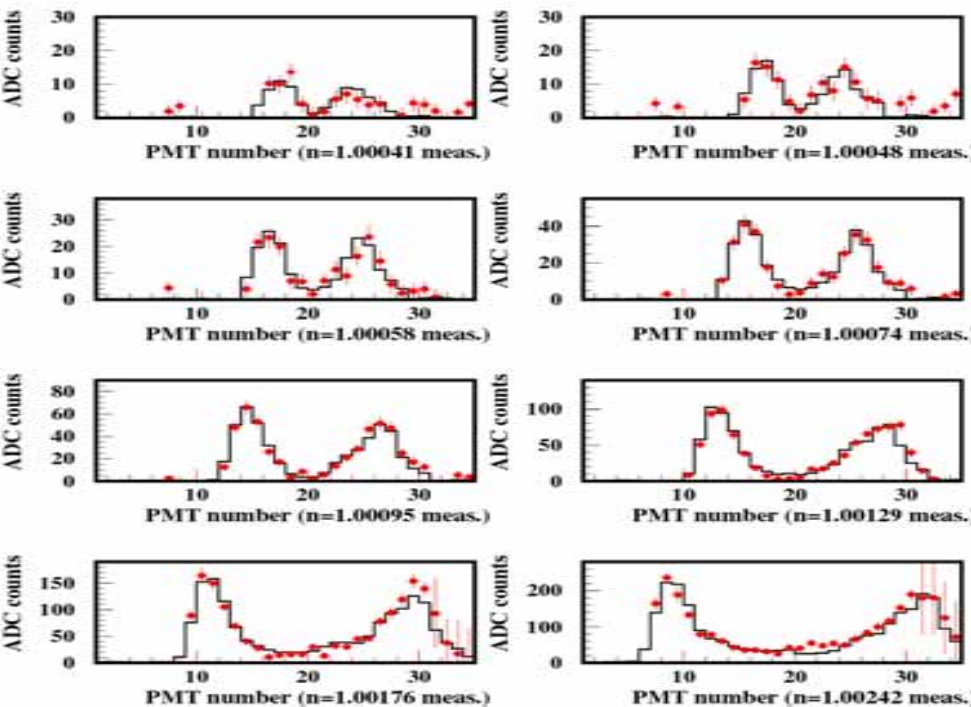 30
20
10
0
ADC counts
10 20 30
PMT number (n=1.00041 meas.)
30
20
10
0
ADC counts
10 20 30
PMT number (n=1.00048 meas.)
30
20
10
0
ADC counts
10 20 30
PMT number (n=1.00058 meas.)
40
20
0
ADC counts
10 20 30
PMT number (n=1.00074 meas.)
80
60
40
20
0
ADC counts
10 20 30
PMT number (n=1.00095 meas.)
100
50
0
ADC counts
10 20 30
PMT number (n=1.00129 meas.)
150
100
50
0
ADC counts
10 20 30
PMT number (n=1.00176 meas.)
200
100
0
ADC counts
10 20 30
PMT number (n=1.00242 meas.)